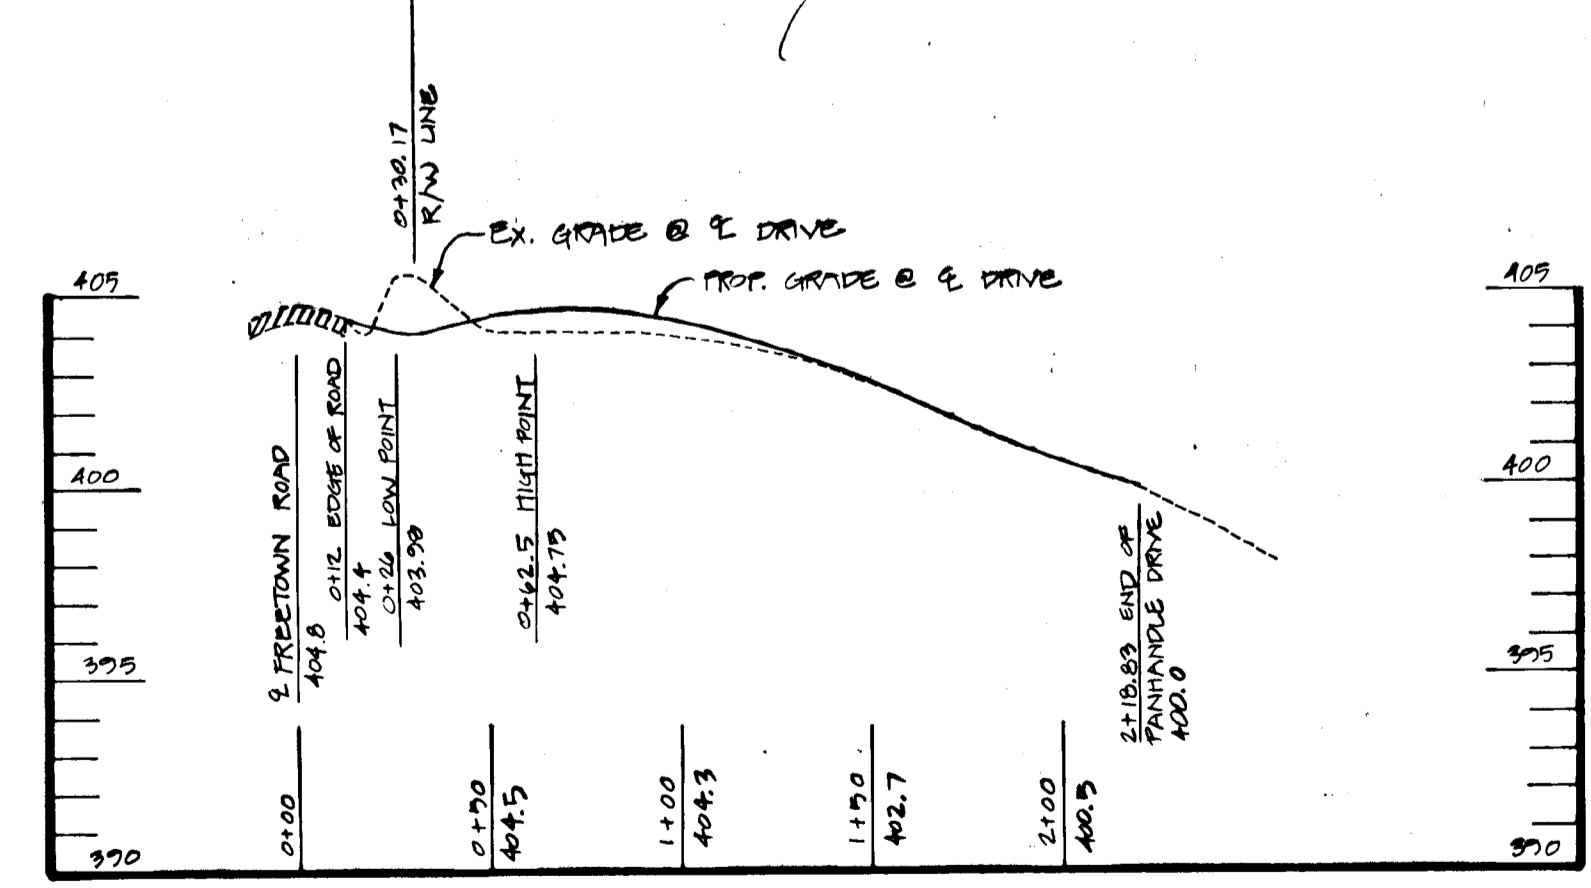 0+30.17
R/W LINE
EX. GRADE @ ℄ DRIVE
PROP. GRADE @ ℄ DRIVE
405
405
400
400
395
395
390
390
℄ FREETOWN ROAD
404.8
0+12 EDGE OF ROAD
404.4
0+26 LOW POINT
403.98
0+62.5 HIGH POINT
404.75
2+18.83 END OF
PANHANDLE DRIVE
400.0
0+00
0+50
404.5
1+00
404.3
1+50
402.7
2+00
400.5